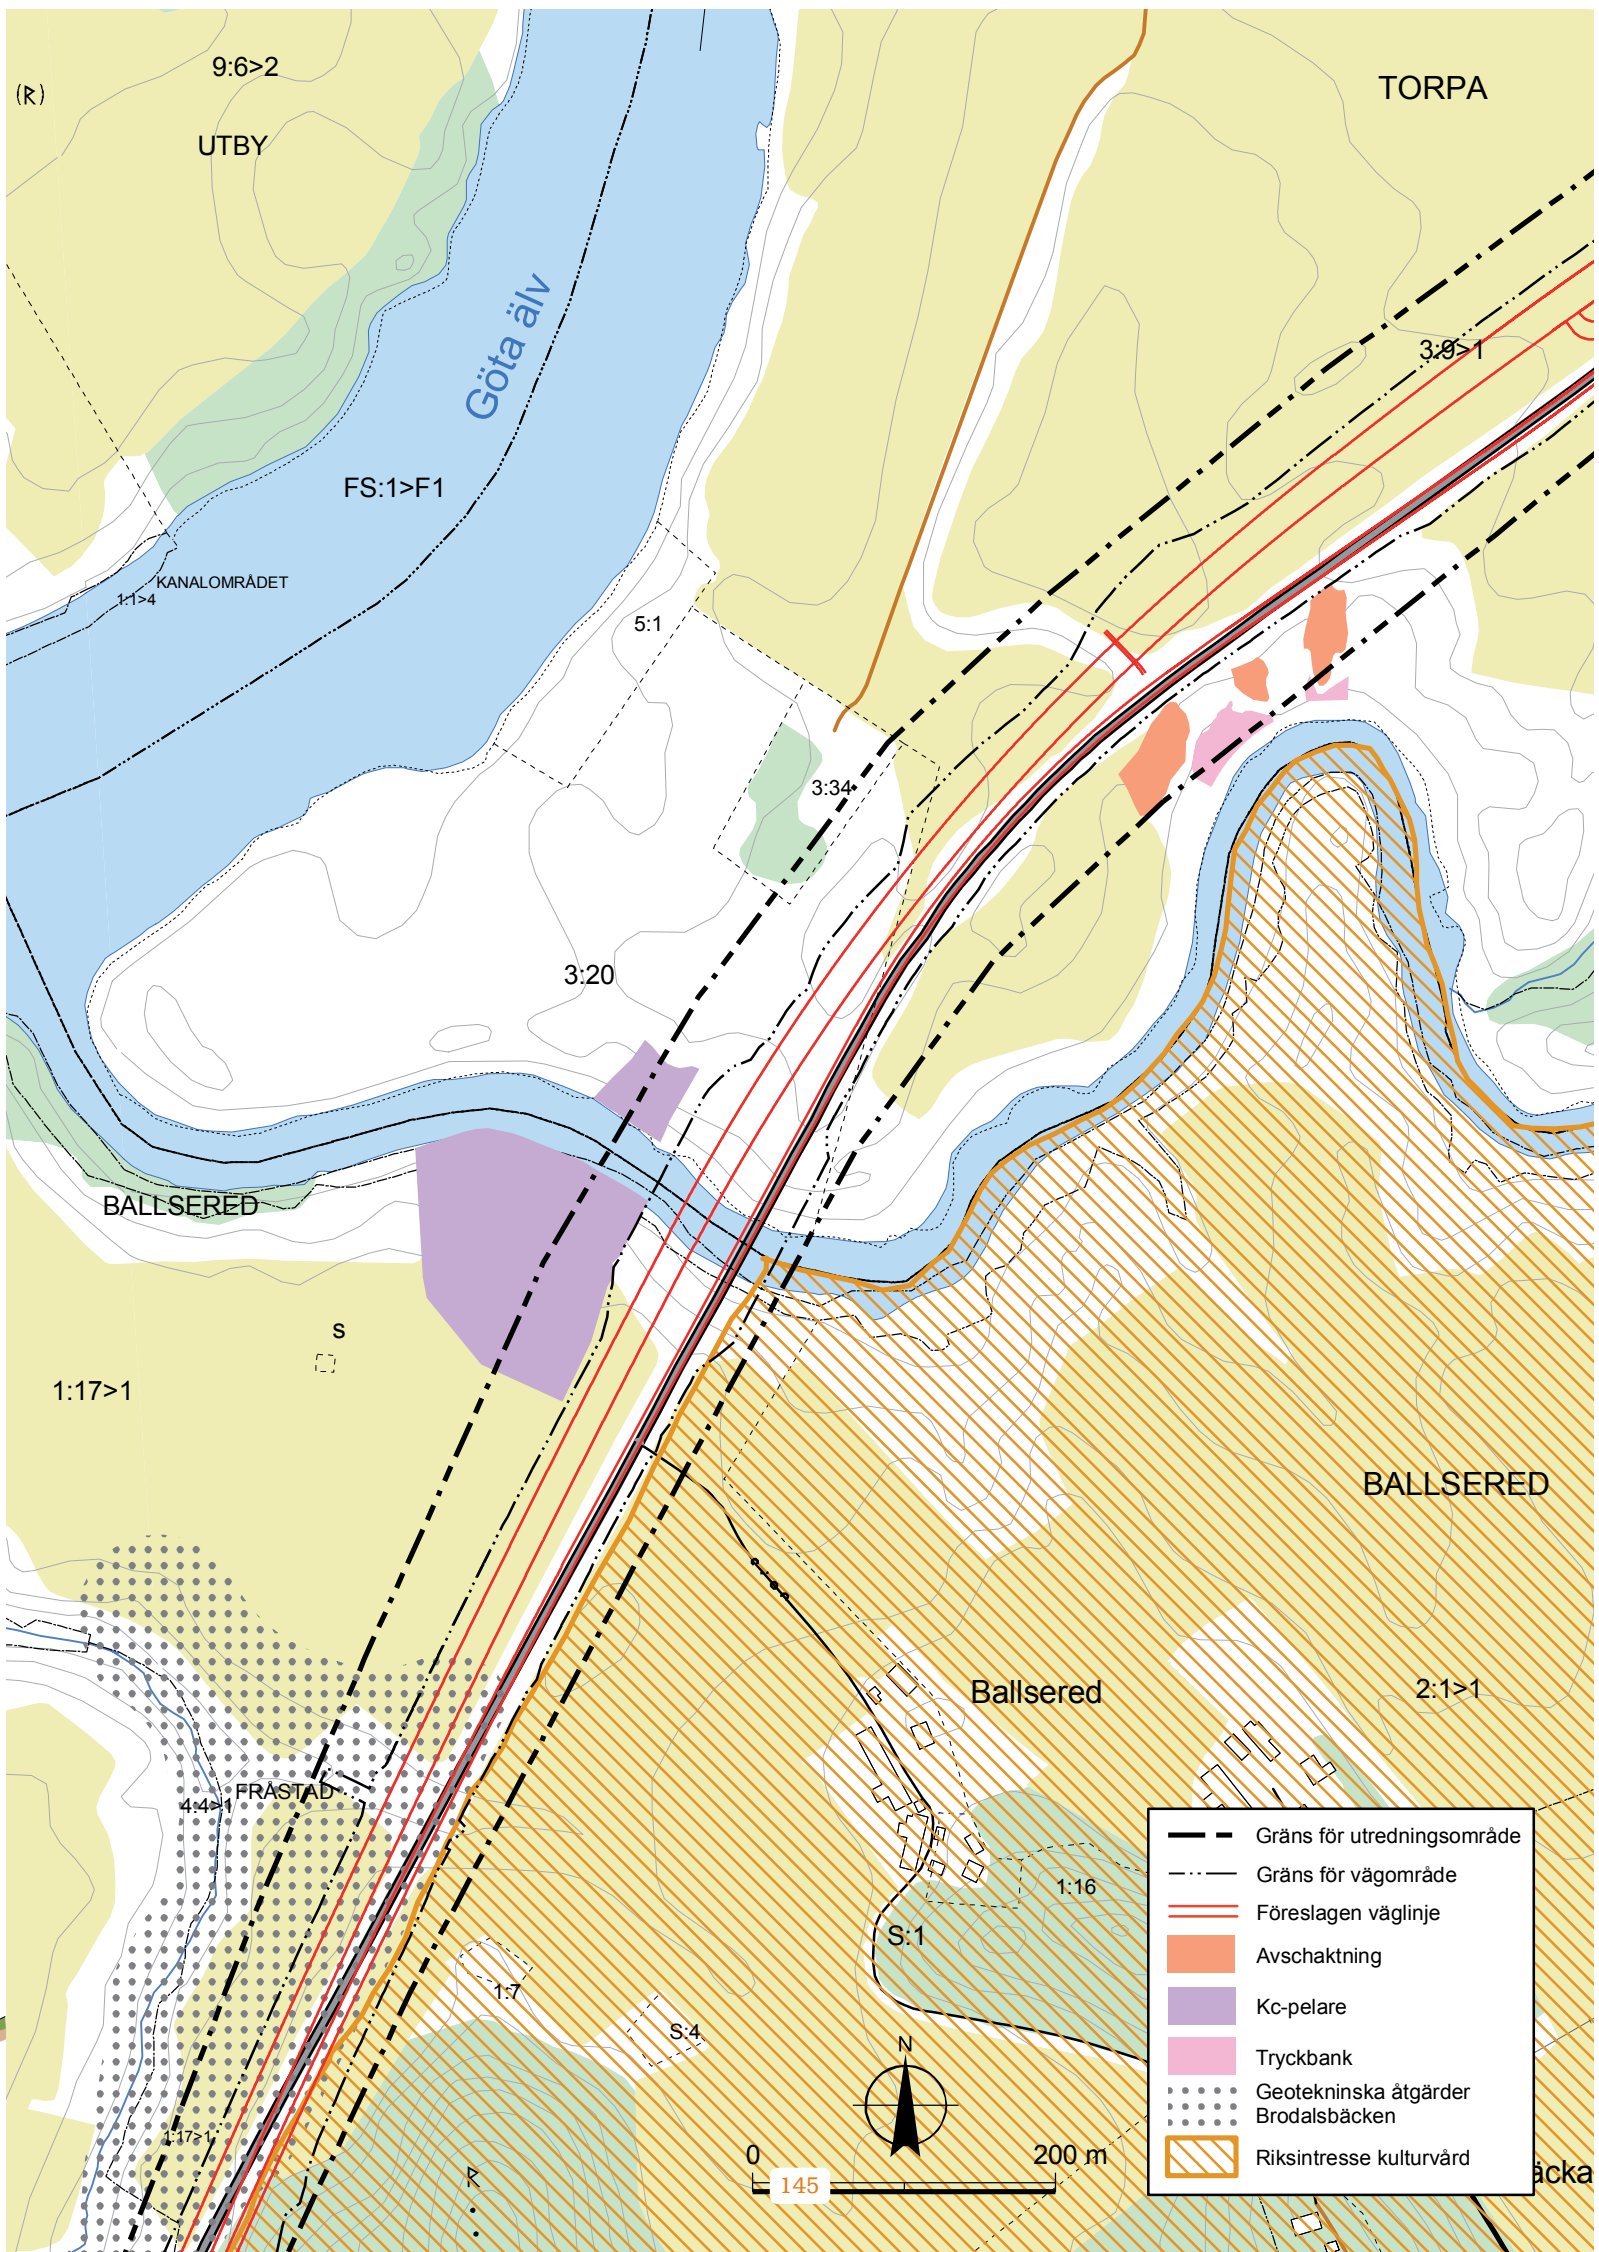 9:6>2
(R)
UTBY
TORPA
Göta älv
3:9>1
FS:1>F1
KANALOMRÅDET
1:1>4
5:1
3:34
3:20
BALLSERED
s
1:17>1
BALLSERED
Ballsered
2:1>1
FRÅSTAD
4:4>1
1:16
S:1
1:7
S:4
1:17>1
R
N
0
200 m
145
Gräns för utredningsområde
Gräns för vägområde
Föreslagen väglinje
Avschaktning
Kc-pelare
Tryckbank
Geotekninska åtgärder
Brodalsbäcken
Riksintresse kulturvård
äcka